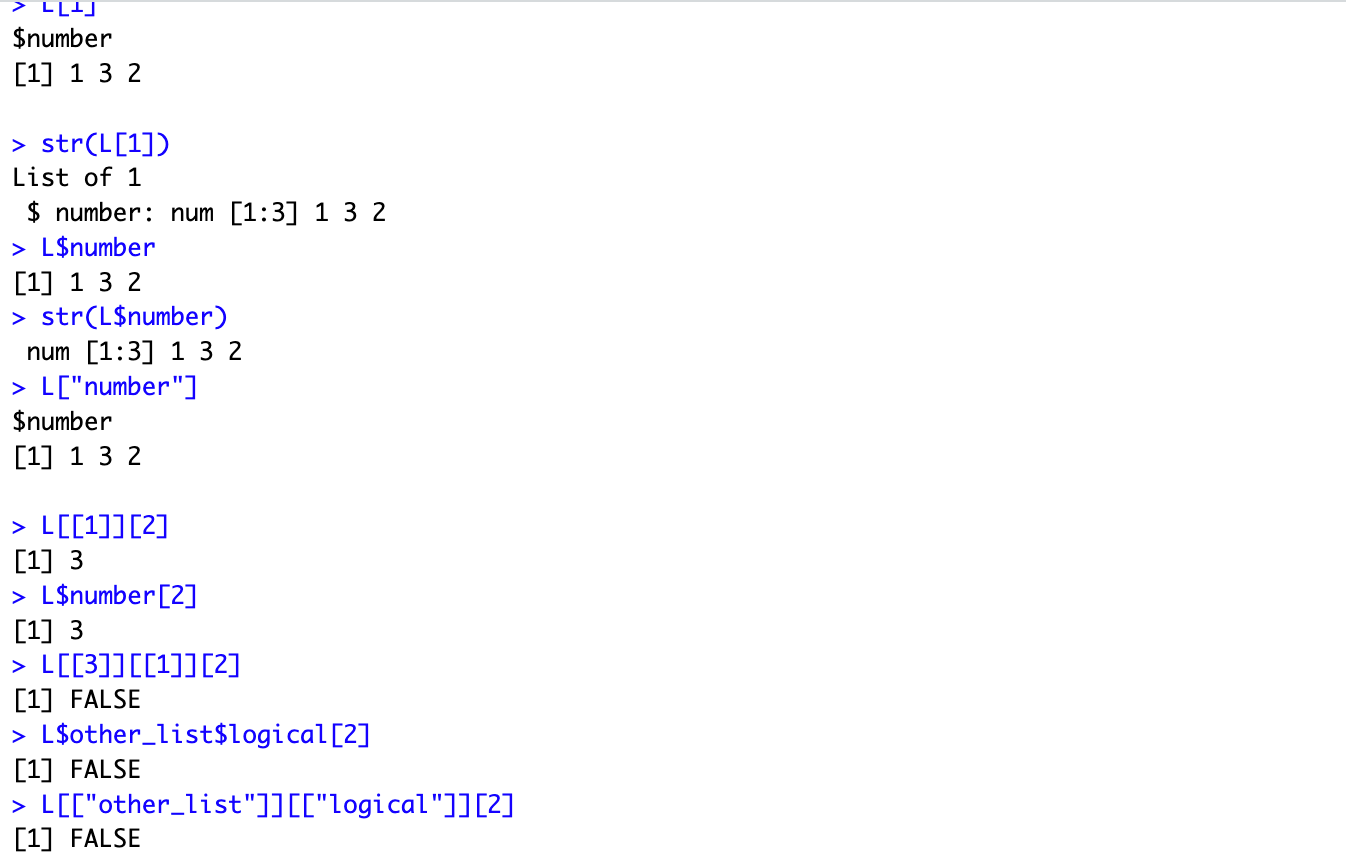 > L[1]
$number
[1] 1 3 2
> str(L[1])
List of 1
 $ number: num [1:3] 1 3 2
> L$number
[1] 1 3 2
> str(L$number)
 num [1:3] 1 3 2
> L["number"]
$number
[1] 1 3 2
> L[[1]][2]
[1] 3
> L$number[2]
[1] 3
> L[[3]][[1]][2]
[1] FALSE
> L$other_list$logical[2]
[1] FALSE
> L[["other_list"]][["logical"]][2]
[1] FALSE